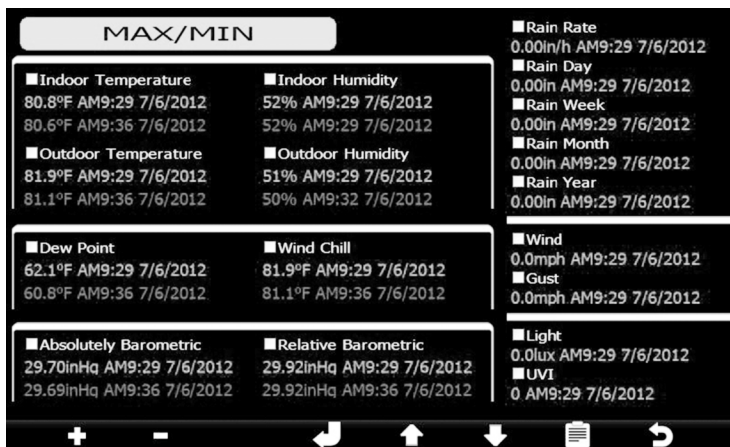 MAX/MIN
Indoor Temperature
80.8°F AM9:29 7/6/2012
80.6°F AM9:36 7/6/2012
Indoor Humidity
52% AM9:29 7/6/2012
52% AM9:29 7/6/2012
Outdoor Temperature
81.9°F AM9:29 7/6/2012
81.1°F AM9:36 7/6/2012
Outdoor Humidity
51% AM9:29 7/6/2012
50% AM9:32 7/6/2012
Dew Point
62.1°F AM9:29 7/6/2012
60.8°F AM9:36 7/6/2012
Wind Chill
81.9°F AM9:29 7/6/2012
81.1°F AM9:36 7/6/2012
Absolutely Barometric
29.70inHg AM9:29 7/6/2012
29.69inHg AM9:36 7/6/2012
Relative Barometric
29.92inHg AM9:29 7/6/2012
29.92inHg AM9:36 7/6/2012
Rain Rate
0.00in/h AM9:29 7/6/2012
Rain Day
0.00in AM9:29 7/6/2012
Rain Week
0.00in AM9:29 7/6/2012
Rain Month
0.00in AM9:29 7/6/2012
Rain Year
0.00in AM9:29 7/6/2012
Wind
0.0mph AM9:29 7/6/2012
Gust
0.0mph AM9:29 7/6/2012
Light
0.0lux AM9:29 7/6/2012
UVI
0 AM9:29 7/6/2012